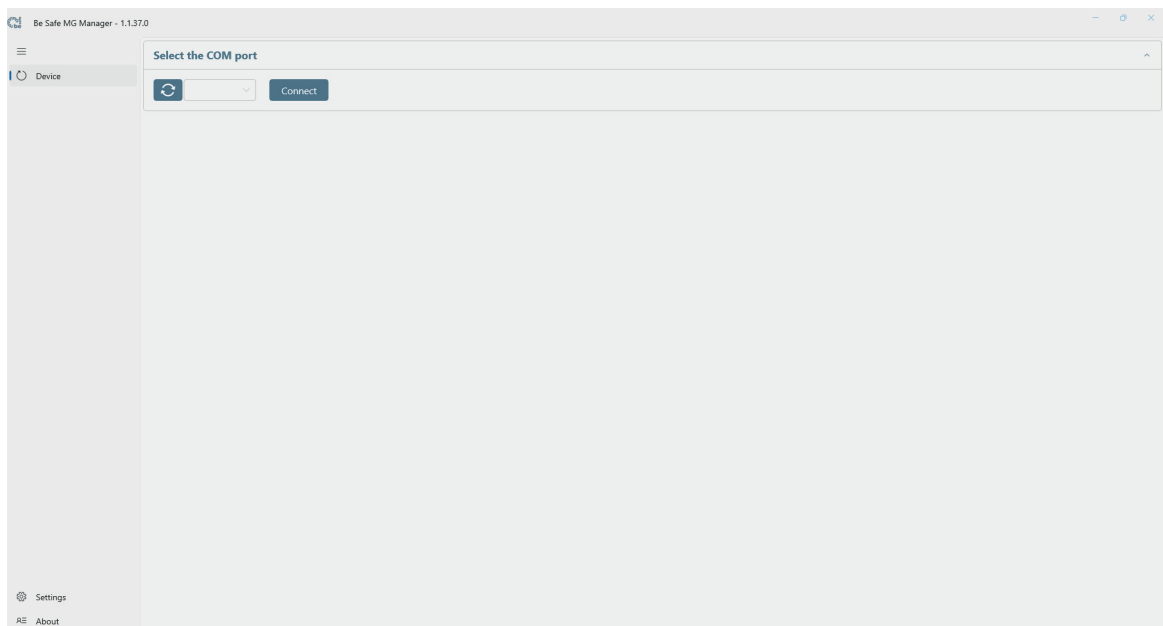 Be Safe MG Manager - 1.1.37.0
Select the COM port
Device
Connect
Settings
About